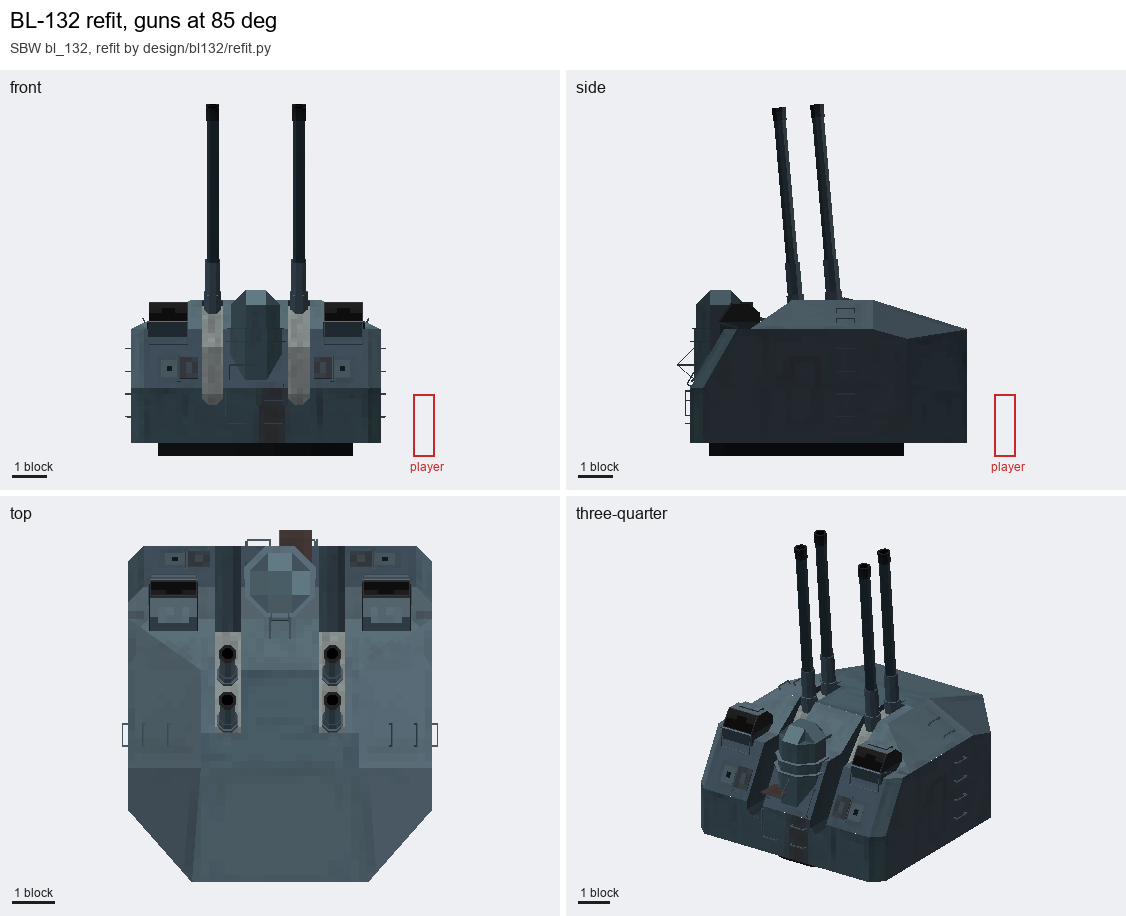 BL-132 refit, guns at 85 deg
SBW bl_132, refit by design/bl132/refit.py
front
side
1 block
player
1 block
player
top
three-quarter
1 block
1 block